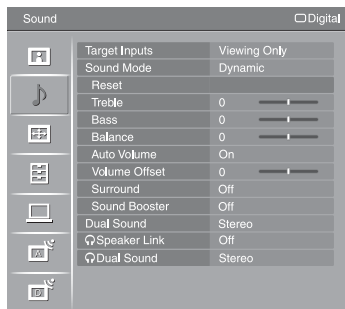 Sound Digital
Target Inputs Viewing Only
Sound Mode Dynamic
Reset
Treble 0
Bass 0
Balance 0
Auto Volume On
Volume Offset 0
Surround Off
Sound Booster Off
Dual Sound Stereo
Speaker Link Off
Dual Sound Stereo
A
D